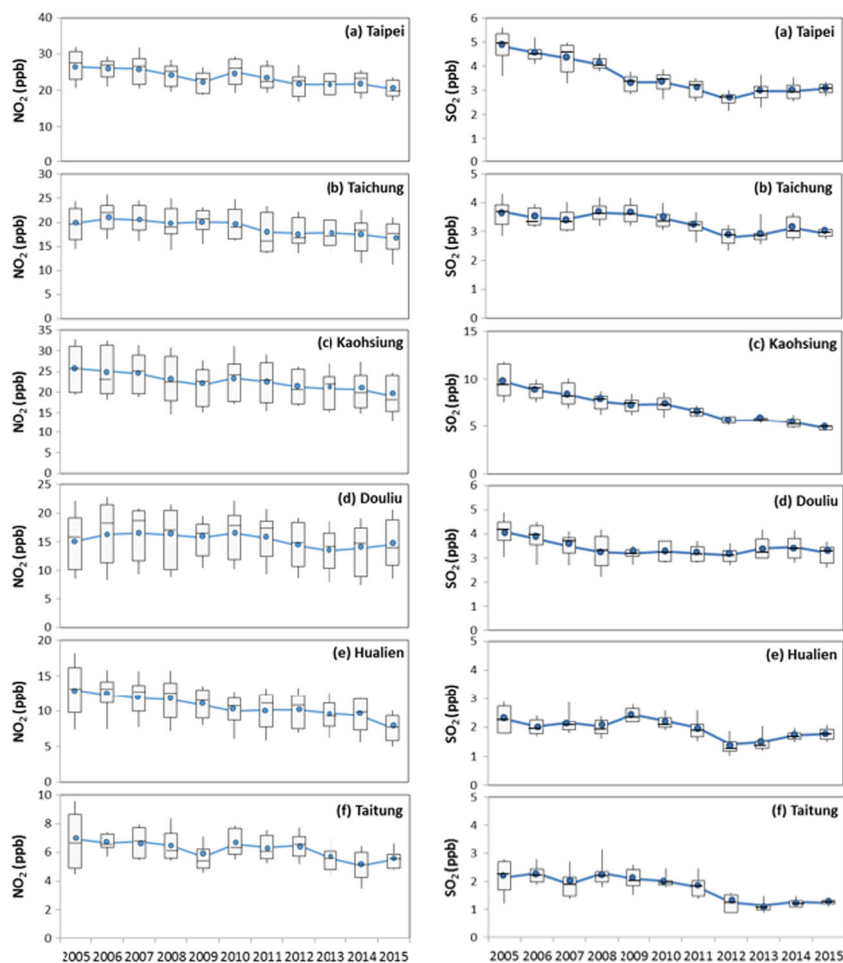 (a) Taipei
NO₂ (ppb)
40
30
20
10
0
(b) Taichung
NO₂ (ppb)
30
25
20
15
10
5
0
(c) Kaohsiung
NO₂ (ppb)
35
30
25
20
15
10
5
0
(d) Douliu
NO₂ (ppb)
25
20
15
10
5
0
(e) Hualien
NO₂ (ppb)
20
15
10
5
0
(f) Taitung
NO₂ (ppb)
10
8
6
4
2
0
2005 2006 2007 2008 2009 2010 2011 2012 2013 2014 2015
(a) Taipei
SO₂ (ppb)
6
5
4
3
2
1
0
(b) Taichung
SO₂ (ppb)
5
4
3
2
1
0
(c) Kaohsiung
SO₂ (ppb)
15
10
5
0
(d) Douliu
SO₂ (ppb)
6
5
4
3
2
1
0
(e) Hualien
SO₂ (ppb)
5
4
3
2
1
0
(f) Taitung
SO₂ (ppb)
5
4
3
2
1
0
2005 2006 2007 2008 2009 2010 2011 2012 2013 2014 2015